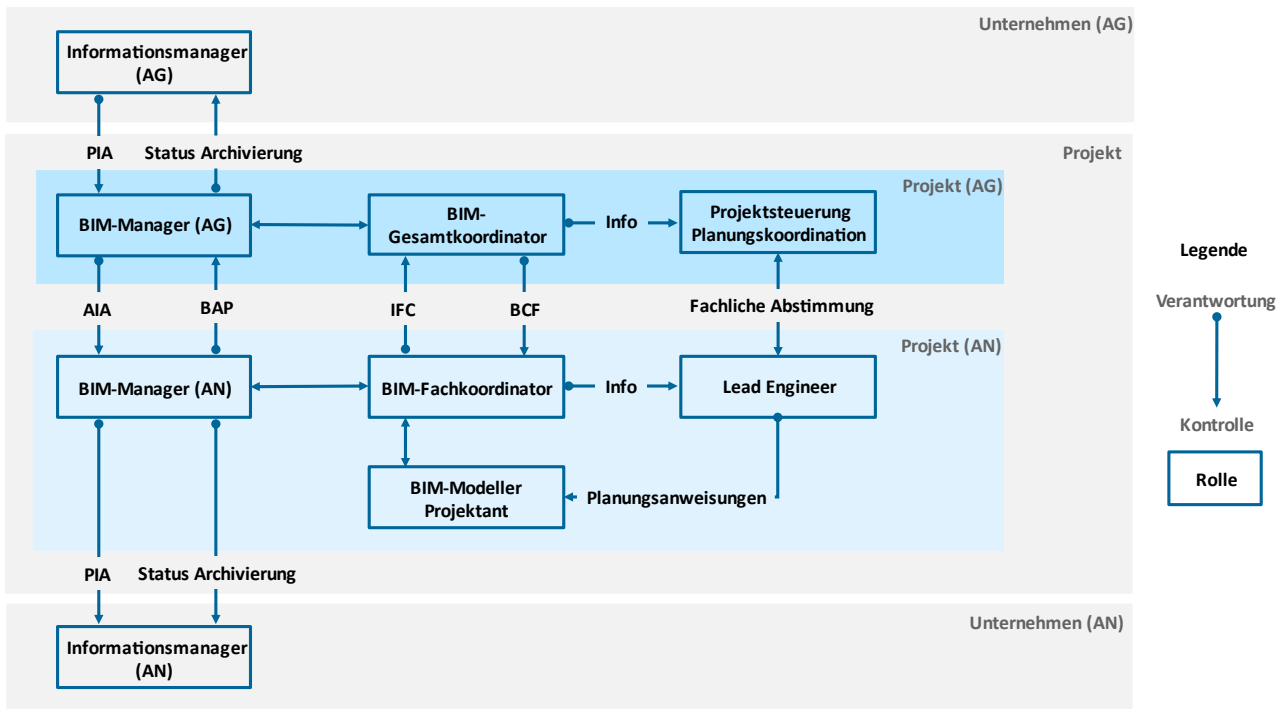 Unternehmen (AG)
Informationsmanager
(AG)
PIA
Status Archivierung
Projekt
Projekt (AG)
BIM-Manager (AG)
BIM-
Gesamtkoordinator
Info
Projektsteuerung
Planungskoordination
AIA
BAP
IFC
BCF
Fachliche Abstimmung
Projekt (AN)
BIM-Manager (AN)
BIM-Fachkoordinator
Info
Lead Engineer
BIM-Modeller
Projektant
Planungsanweisungen
PIA
Status Archivierung
Unternehmen (AN)
Informationsmanager
(AN)
Legende
Verantwortung
Kontrolle
Rolle